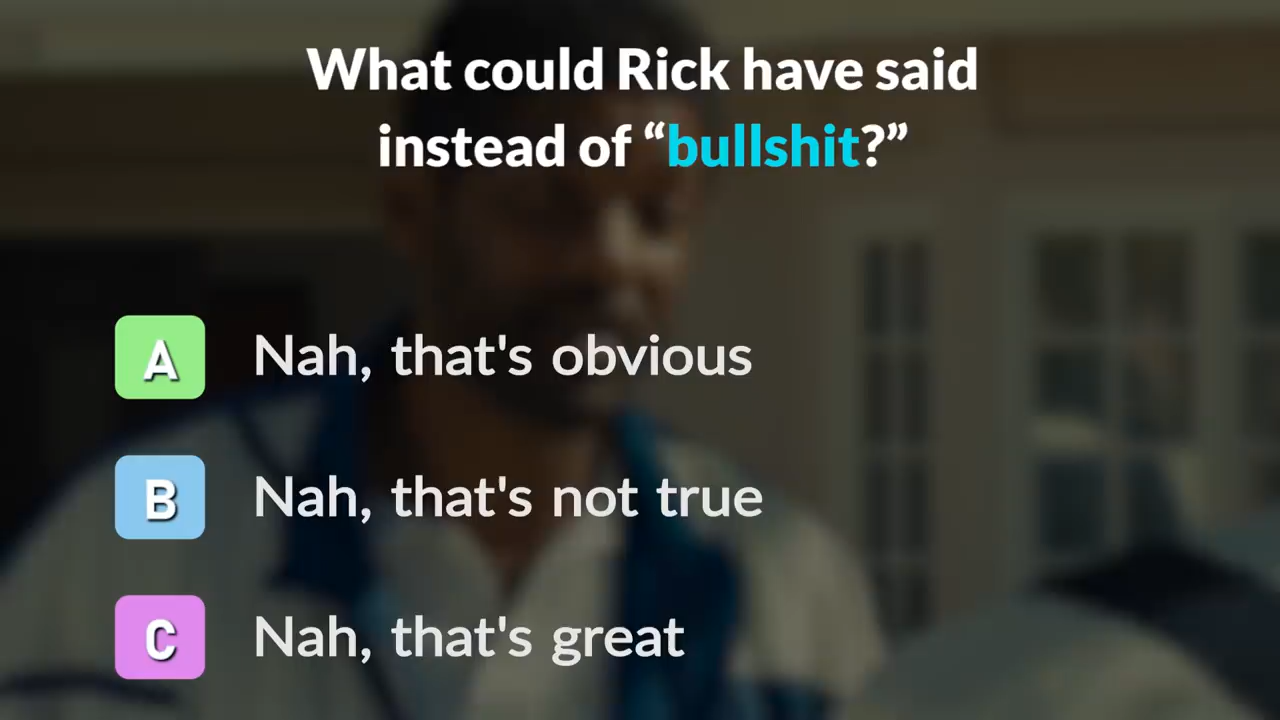 What could Rick have said
instead of “bullshit?”
A Nah, that's obvious
B Nah, that's not true
C Nah, that's great